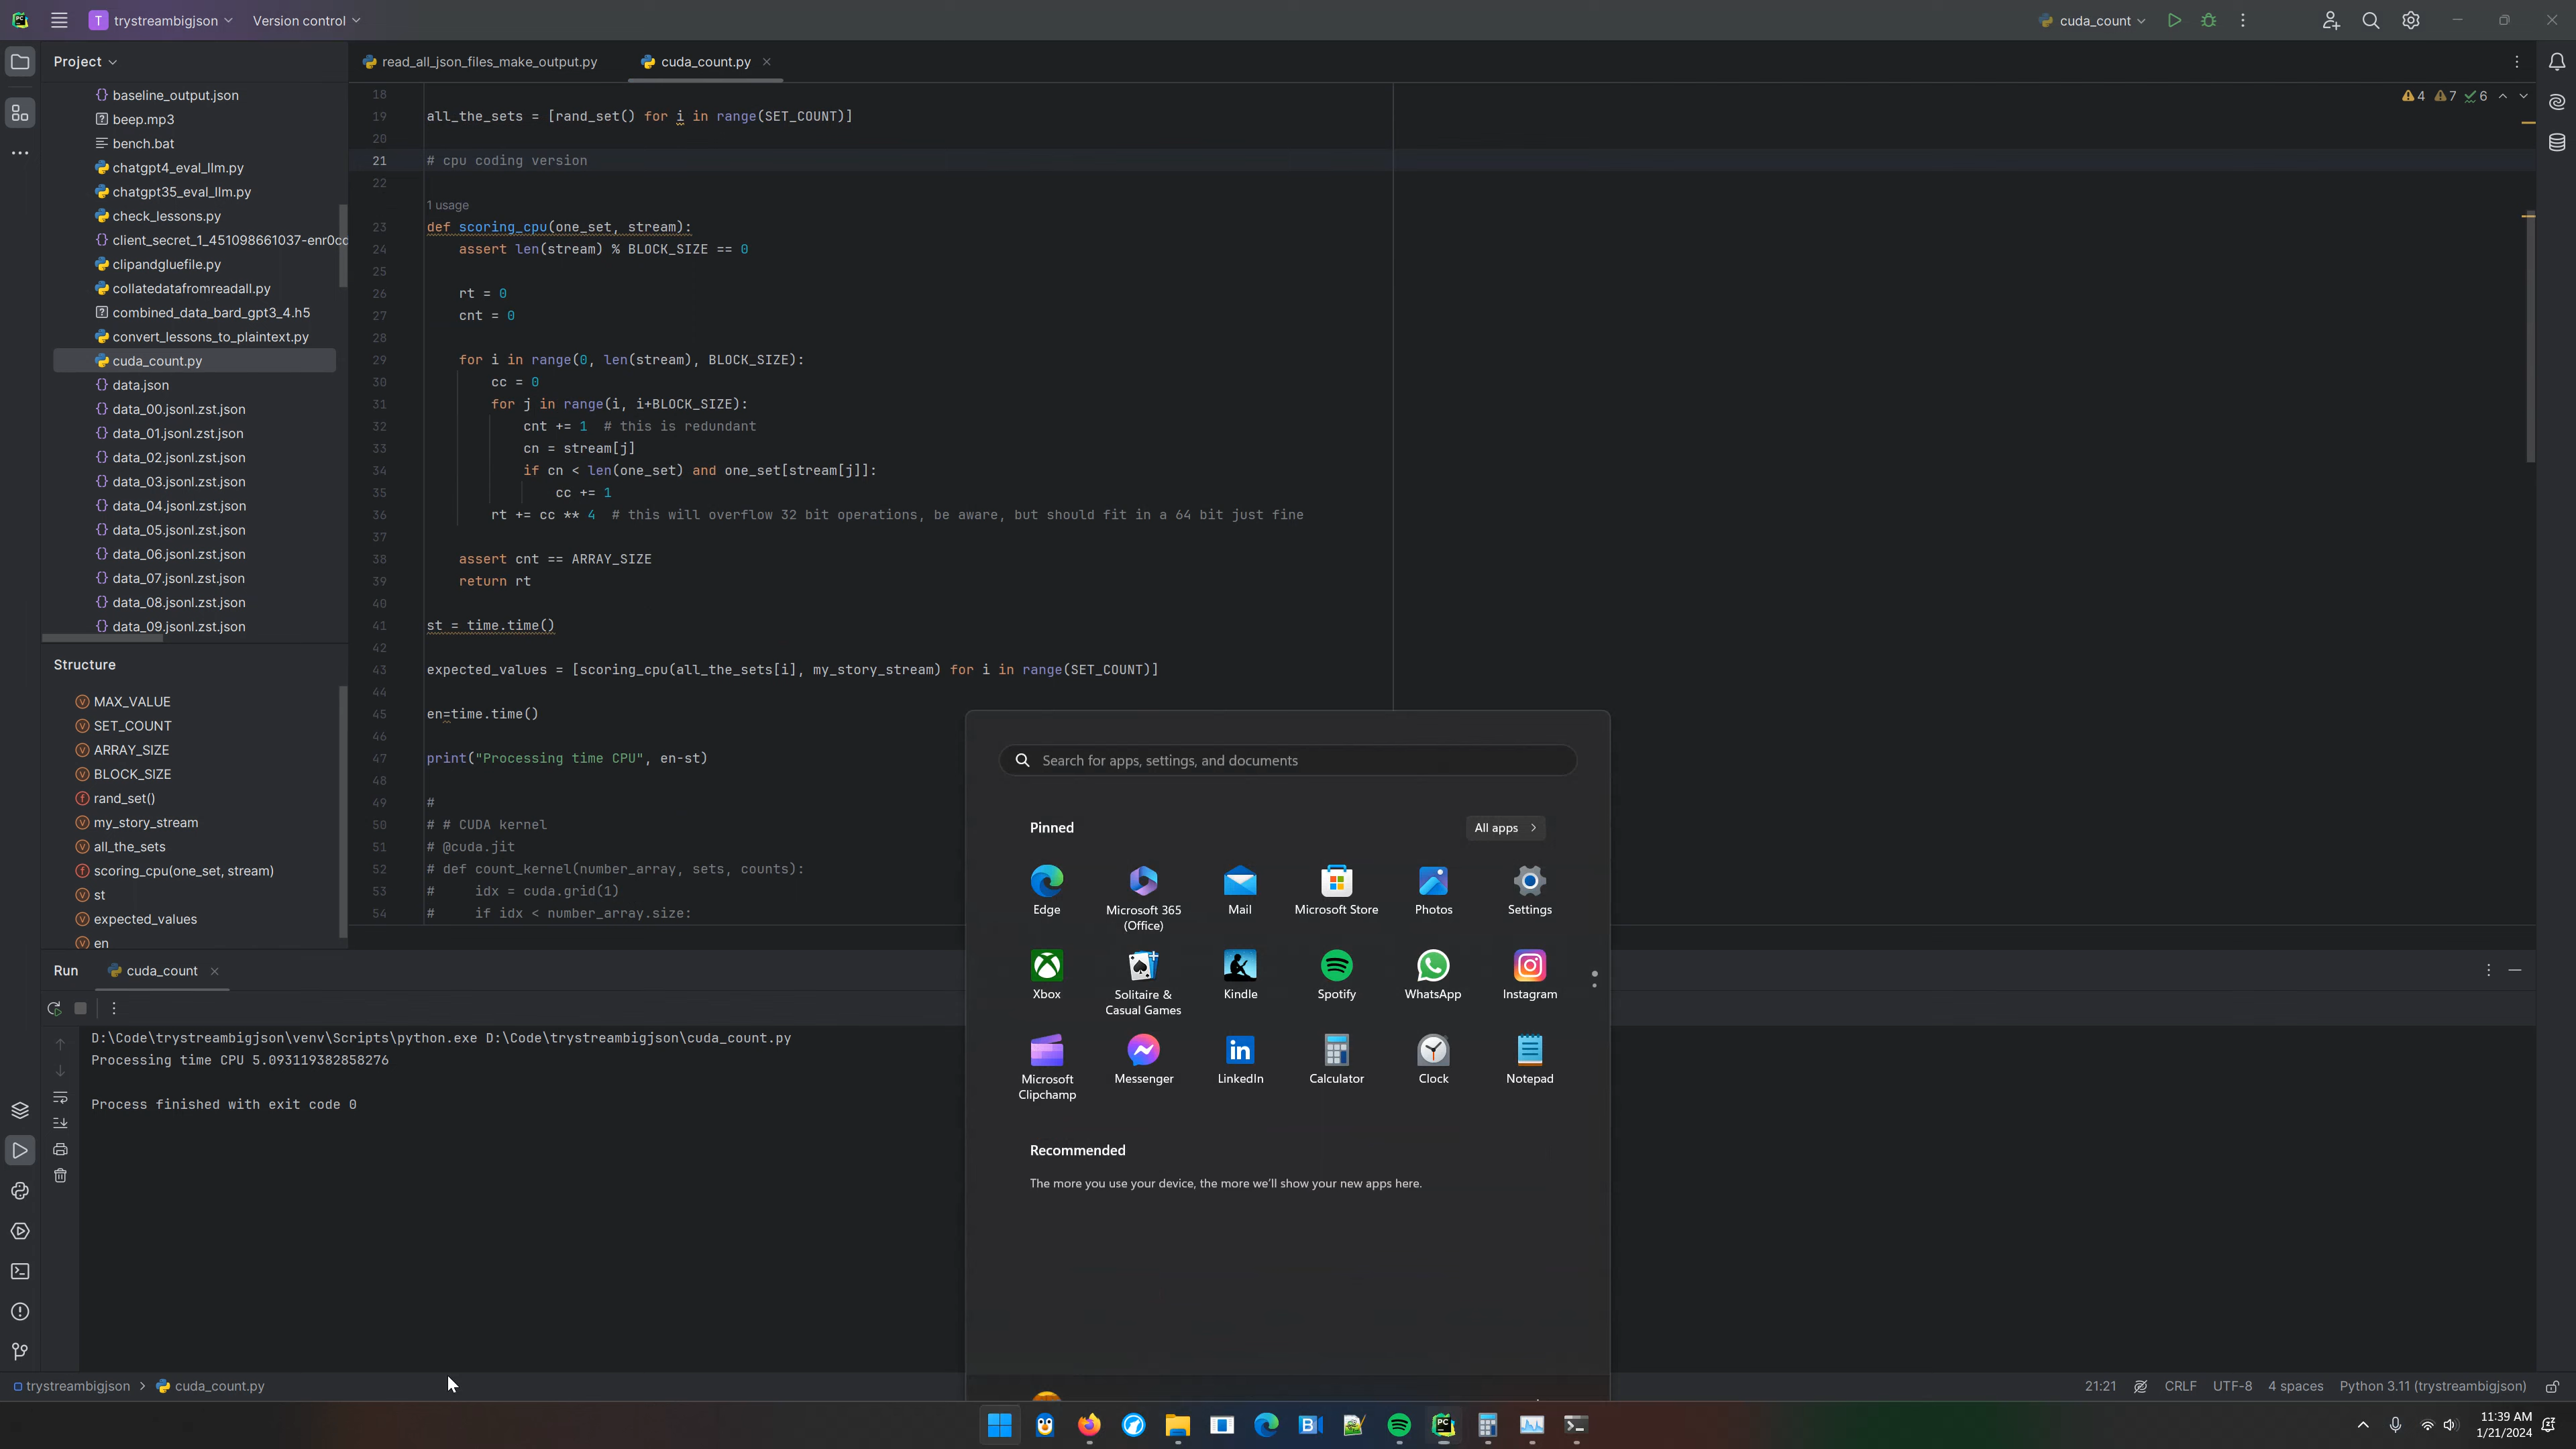 trystreambigjson
Version control
cuda_count
Project
baseline_output.json
beep.mp3
bench.bat
chatgpt4_eval_llm.py
chatgpt35_eval_llm.py
check_lessons.py
client_secret_1_451098661037-enr0cc
clipandgluefile.py
collatedatafromreadall.py
combined_data_bard_gpt3_4.h5
convert_lessons_to_plaintext.py
cuda_count.py
data.json
data_00.jsonl.zst.json
data_01.jsonl.zst.json
data_02.jsonl.zst.json
data_03.jsonl.zst.json
data_04.jsonl.zst.json
data_05.jsonl.zst.json
data_06.jsonl.zst.json
data_07.jsonl.zst.json
data_08.jsonl.zst.json
data_09.jsonl.zst.json
Structure
MAX_VALUE
SET_COUNT
ARRAY_SIZE
BLOCK_SIZE
rand_set()
my_story_stream
all_the_sets
scoring_cpu(one_set, stream)
st
expected_values
en
read_all_json_files_make_output.py
cuda_count.py
4 7 6
18
19 all_the_sets = [rand_set() for i in range(SET_COUNT)]
20
21 # cpu coding version
22
1 usage
23 def scoring_cpu(one_set, stream):
24 assert len(stream) % BLOCK_SIZE == 0
25
26 rt = 0
27 cnt = 0
28
29 for i in range(0, len(stream), BLOCK_SIZE):
30 cc = 0
31 for j in range(i, i+BLOCK_SIZE):
32 cnt += 1 # this is redundant
33 cn = stream[j]
34 if cn < len(one_set) and one_set[stream[j]]:
35 cc += 1
36 rt += cc ** 4 # this will overflow 32 bit operations, be aware, but should fit in a 64 bit just fine
37
38 assert cnt == ARRAY_SIZE
39 return rt
40
41 st = time.time()
42
43 expected_values = [scoring_cpu(all_the_sets[i], my_story_stream) for i in range(SET_COUNT)]
44
45 en=time.time()
46
47 print("Processing time CPU", en-st)
48
49 #
50 # # CUDA kernel
51 # @cuda.jit
52 # def count_kernel(number_array, sets, counts):
53 # idx = cuda.grid(1)
54 # if idx < number_array.size:
Run
cuda_count
D:\Code\trystreambigjson\venv\Scripts\python.exe D:\Code\trystreambigjson\cuda_count.py
Processing time CPU 5.093119382858276
Process finished with exit code 0
Search for apps, settings, and documents
Pinned
All apps
Edge
Microsoft 365 (Office)
Mail
Microsoft Store
Photos
Settings
Xbox
Solitaire & Casual Games
Kindle
Spotify
WhatsApp
Instagram
Microsoft Clipchamp
Messenger
LinkedIn
Calculator
Clock
Notepad
Recommended
The more you use your device, the more we'll show your new apps here.
trystreambigjson
cuda_count.py
21:21
CRLF
UTF-8
4 spaces
Python 3.11 (trystreambigjson)
11:39 AM
1/21/2024